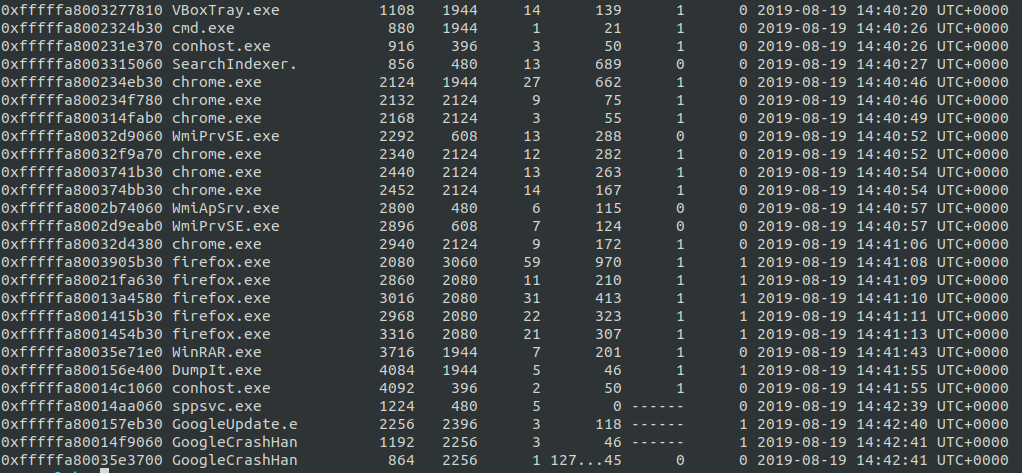 0xfffffa8003277810 VBoxTray.exe 1108 1944 14 139 1 0 2019-08-19 14:40:20 UTC+0000
0xfffffa8002324b30 cmd.exe 880 1944 1 21 1 0 2019-08-19 14:40:26 UTC+0000
0xfffffa800231e370 conhost.exe 916 396 3 50 1 0 2019-08-19 14:40:26 UTC+0000
0xfffffa8003315060 SearchIndexer. 856 480 13 689 0 0 2019-08-19 14:40:27 UTC+0000
0xfffffa800234eb30 chrome.exe 2124 1944 27 662 1 0 2019-08-19 14:40:46 UTC+0000
0xfffffa800234f780 chrome.exe 2132 2124 9 75 1 0 2019-08-19 14:40:46 UTC+0000
0xfffffa800314fab0 chrome.exe 2168 2124 3 55 1 0 2019-08-19 14:40:49 UTC+0000
0xfffffa80032d9060 WmiPrvSE.exe 2292 608 13 288 0 0 2019-08-19 14:40:52 UTC+0000
0xfffffa80032f9a70 chrome.exe 2340 2124 12 282 1 0 2019-08-19 14:40:52 UTC+0000
0xfffffa8003741b30 chrome.exe 2440 2124 13 263 1 0 2019-08-19 14:40:54 UTC+0000
0xfffffa800374bb30 chrome.exe 2452 2124 14 167 1 0 2019-08-19 14:40:54 UTC+0000
0xfffffa8002b74060 WmiApSrv.exe 2800 480 6 115 0 0 2019-08-19 14:40:57 UTC+0000
0xfffffa8002d9eab0 WmiPrvSE.exe 2896 608 7 124 0 0 2019-08-19 14:40:57 UTC+0000
0xfffffa80032d4380 chrome.exe 2940 2124 9 172 1 0 2019-08-19 14:41:06 UTC+0000
0xfffffa8003905b30 firefox.exe 2080 3060 59 970 1 1 2019-08-19 14:41:08 UTC+0000
0xfffffa80021fa630 firefox.exe 2860 2080 11 210 1 1 2019-08-19 14:41:09 UTC+0000
0xfffffa80013a4580 firefox.exe 3016 2080 31 413 1 1 2019-08-19 14:41:10 UTC+0000
0xfffffa8001415b30 firefox.exe 2968 2080 22 323 1 1 2019-08-19 14:41:11 UTC+0000
0xfffffa8001454b30 firefox.exe 3316 2080 21 307 1 1 2019-08-19 14:41:13 UTC+0000
0xfffffa80035e71e0 WinRAR.exe 3716 1944 7 201 1 0 2019-08-19 14:41:43 UTC+0000
0xfffffa800156e400 DumpIt.exe 4084 1944 5 46 1 1 2019-08-19 14:41:55 UTC+0000
0xfffffa80014c1060 conhost.exe 4092 396 2 50 1 0 2019-08-19 14:41:55 UTC+0000
0xfffffa80014aa060 sppsvc.exe 1224 480 5 0 ------ 0 2019-08-19 14:42:39 UTC+0000
0xfffffa800157eb30 GoogleUpdate.e 2256 2396 3 118 ------ 1 2019-08-19 14:42:40 UTC+0000
0xfffffa80014f9060 GoogleCrashHan 1192 2256 3 46 ------ 1 2019-08-19 14:42:41 UTC+0000
0xfffffa80035e3700 GoogleCrashHan 864 2256 1 127...45 0 0 2019-08-19 14:42:41 UTC+0000